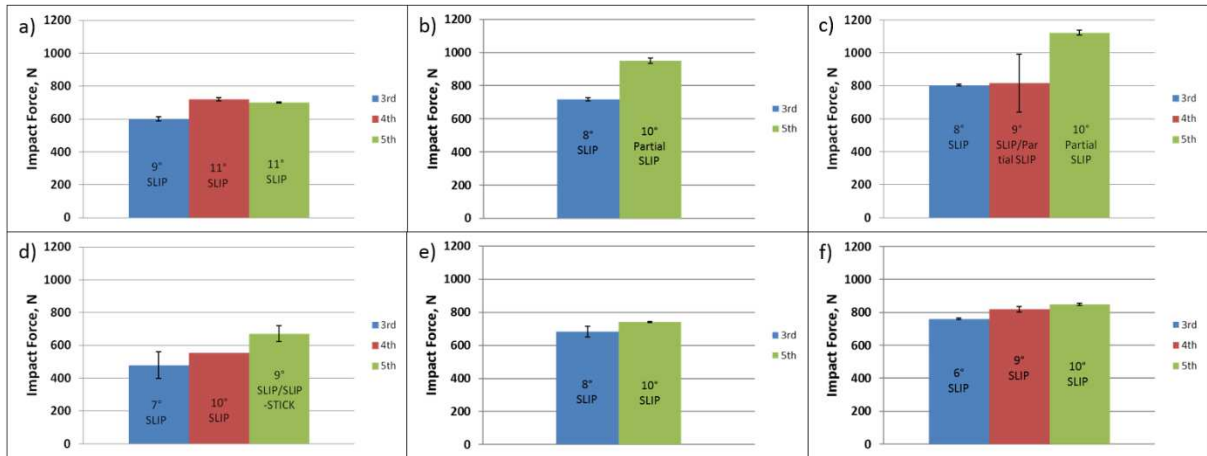 a)
Impact Force, N
1200
1000
800
600
400
200
0
9°
SLIP
11°
SLIP
11°
SLIP
3rd
4th
5th
b)
Impact Force, N
1200
1000
800
600
400
200
0
8°
SLIP
10°
Partial
SLIP
3rd
5th
c)
Impact Force, N
1200
1000
800
600
400
200
0
8°
SLIP
9°
SLIP/Par
tial SLIP
10°
Partial
SLIP
3rd
4th
5th
d)
Impact Force, N
1200
1000
800
600
400
200
0
7°
SLIP
10°
SLIP
9°
SLIP/SLIP
-STICK
3rd
4th
5th
e)
Impact Force, N
1200
1000
800
600
400
200
0
8°
SLIP
10°
SLIP
3rd
5th
f)
Impact Force, N
1200
1000
800
600
400
200
0
6°
SLIP
9°
SLIP
10°
SLIP
3rd
4th
5th